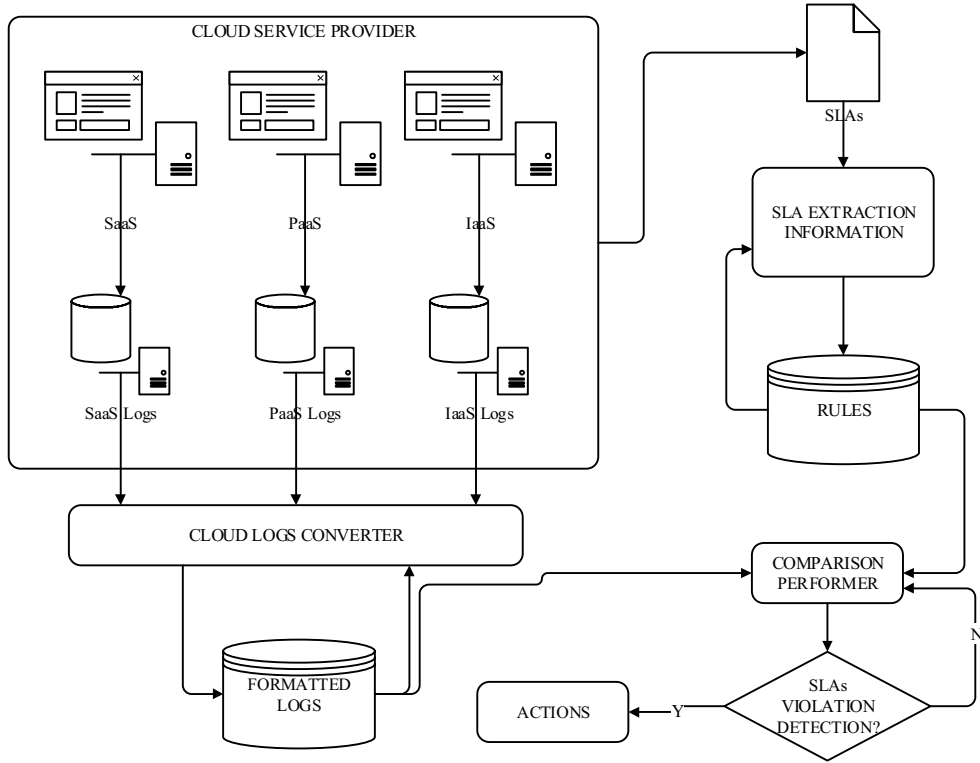 CLOUD SERVICE PROVIDER
SLAs
SaaS
PaaS
IaaS
SLA EXTRACTION
INFORMATION
SaaS Logs
PaaS Logs
IaaS Logs
RULES
CLOUD LOGS CONVERTER
COMPARISON
PERFORMER
N
FORMATTED
LOGS
SLAs
VIOLATION
DETECTION?
Y
ACTIONS